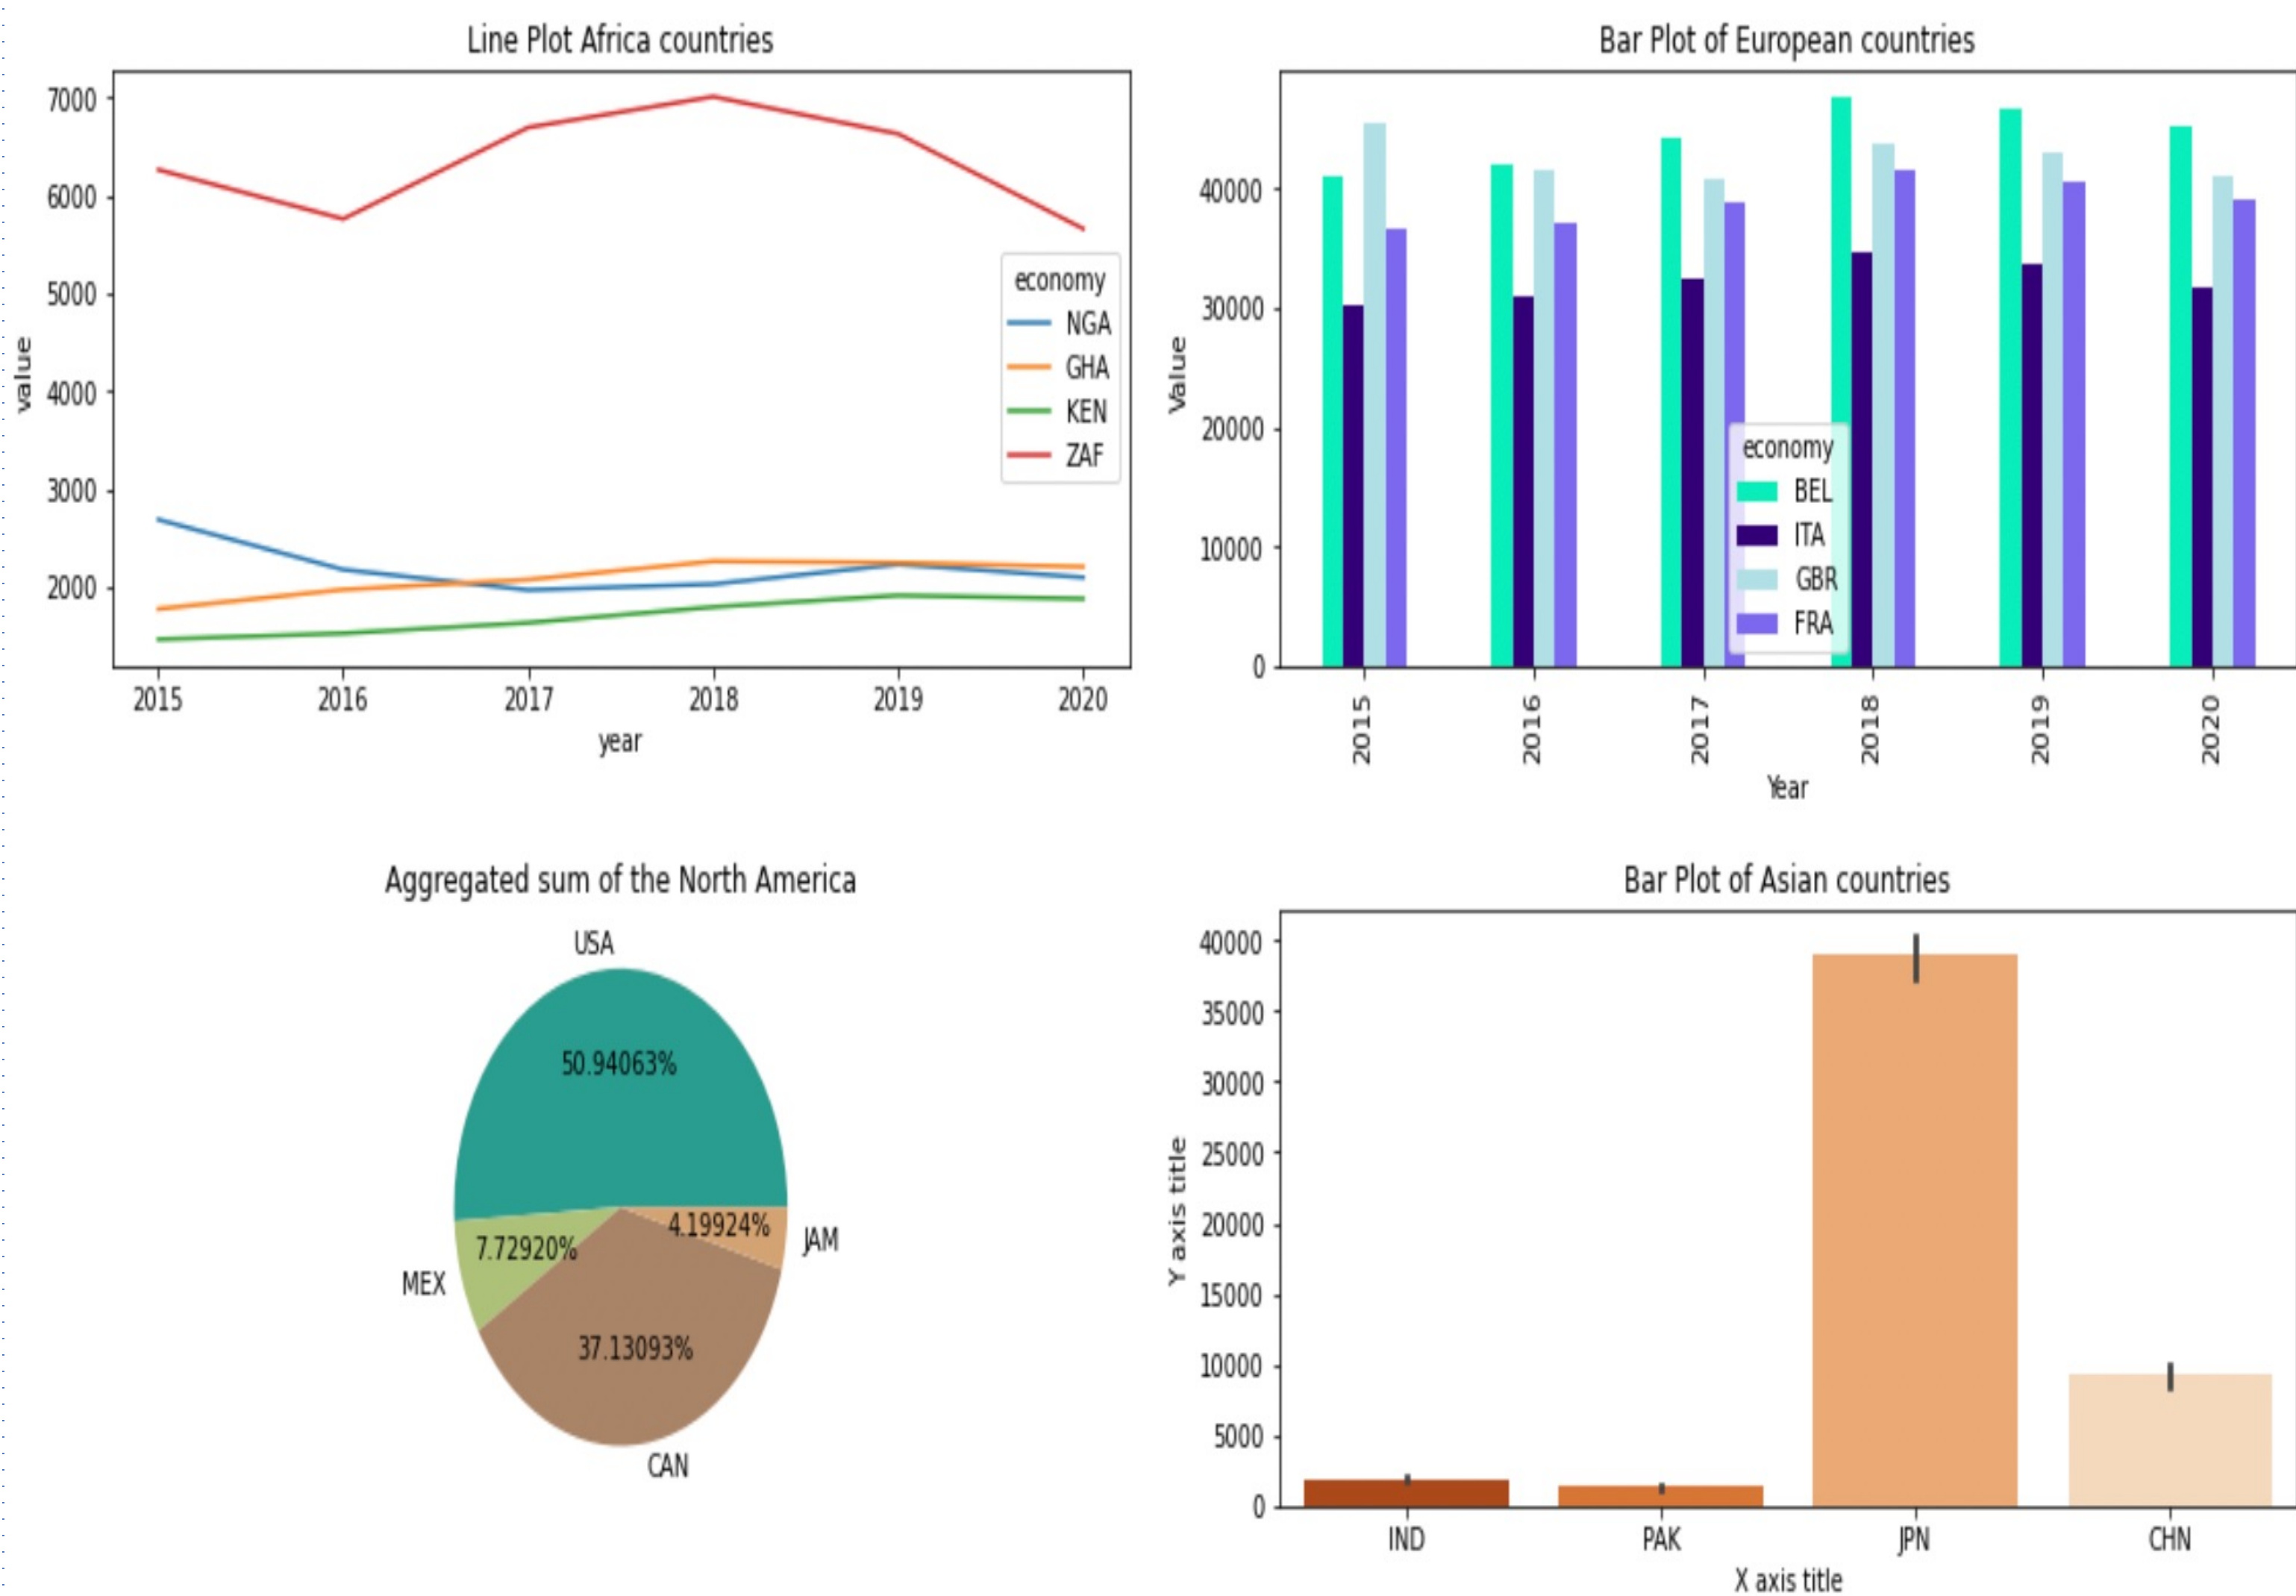 Line Plot Africa countries
7000
6000
5000
4000
3000
2000
value
economy
NGA
GHA
KEN
ZAF
2015 2016 2017 2018 2019 2020
year
Bar Plot of European countries
40000
30000
20000
10000
0
Value
economy
BEL
ITA
GBR
FRA
2015 2016 2017 2018 2019 2020
Year
Aggregated sum of the North America
USA
50.94063%
4.19924%
JAM
7.72920%
MEX
37.13093%
CAN
Bar Plot of Asian countries
40000
35000
30000
25000
20000
15000
10000
5000
0
Y axis title
IND PAK JPN CHN
X axis title